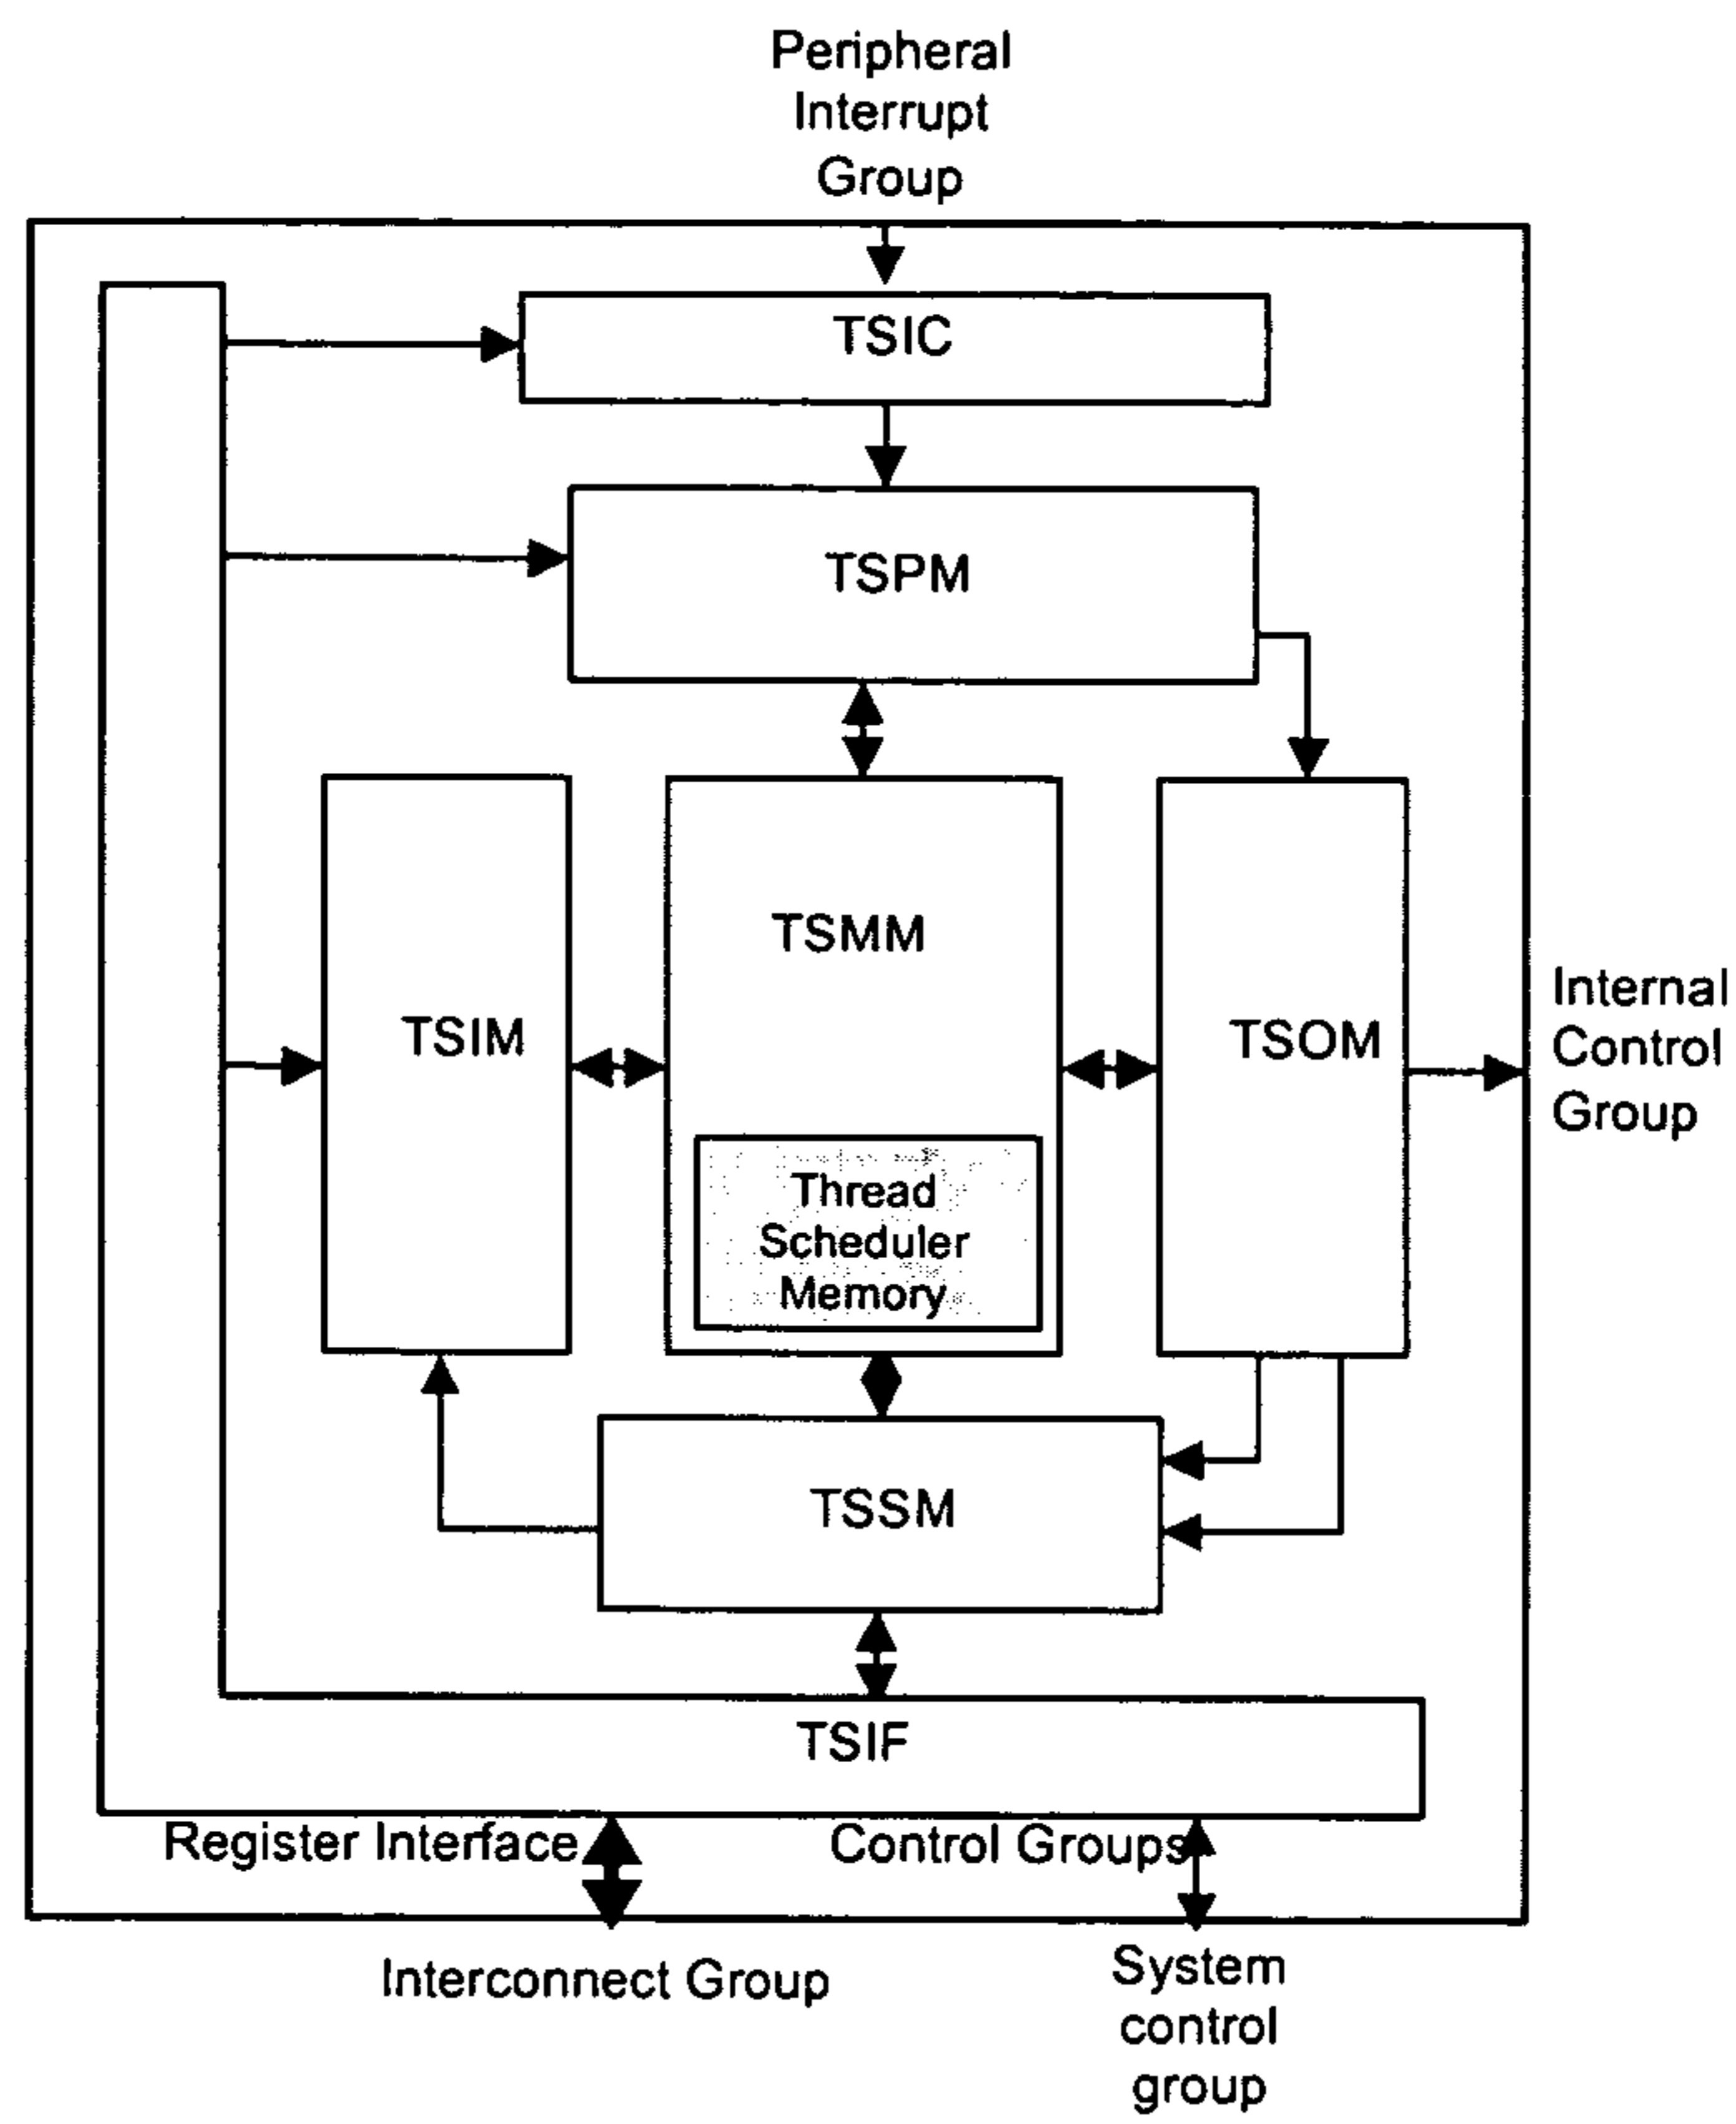 Peripheral
Interrupt
Group
TSIC
TSPM
TSMM
TSIM
TSOM
Internal
Control
Group
Thread
Scheduler
Memory
TSSM
TSIF
Register Interface
Control Groups
Interconnect Group
System
control
group